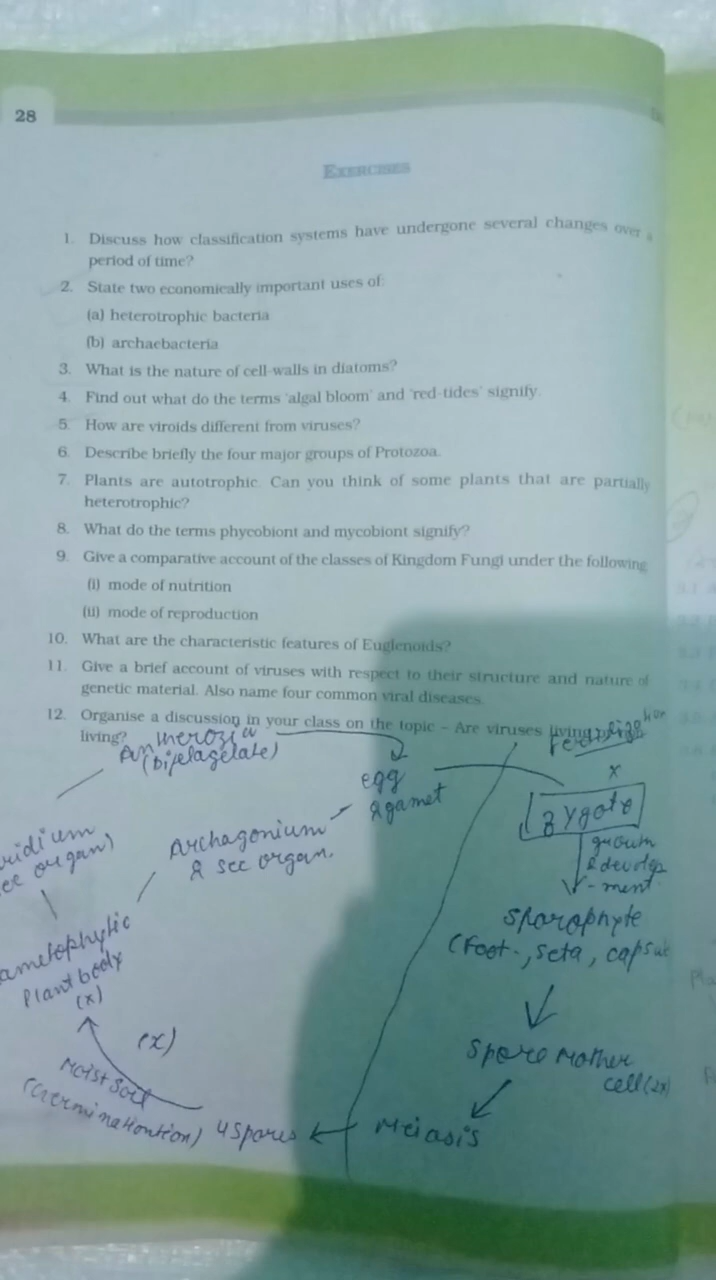 28
EXERCISES
1. Discuss how classification systems have undergone several changes over a
period of time?
2. State two economically important uses of:
(a) heterotrophic bacteria
(b) archaebacteria
3. What is the nature of cell-walls in diatoms?
4. Find out what do the terms 'algal bloom' and 'red-tides' signify.
5. How are viroids different from viruses?
6. Describe briefly the four major groups of Protozoa.
7. Plants are autotrophic. Can you think of some plants that are partially
heterotrophic?
8. What do the terms phycobiont and mycobiont signify?
9. Give a comparative account of the classes of Kingdom Fungi under the following
(i) mode of nutrition
(ii) mode of reproduction
10. What are the characteristic features of Euglenoids?
11. Give a brief account of viruses with respect to their structure and nature of
genetic material. Also name four common viral diseases.
12. Organise a discussion in your class on the topic – Are viruses living or non
living?
(Biflagelate)
egg
♀ gamet
x
zygote
growth
& develop
- ment
ridium
organ)
Archagonium
♀ sec organ.
Sporophyte
(foot-, seta, capsule
ametophytic
Plant body
(x)
(x)
Spore Mother
cell (2x)
Moist Soil
(Germinationtion)
4 Spores
Meiosis